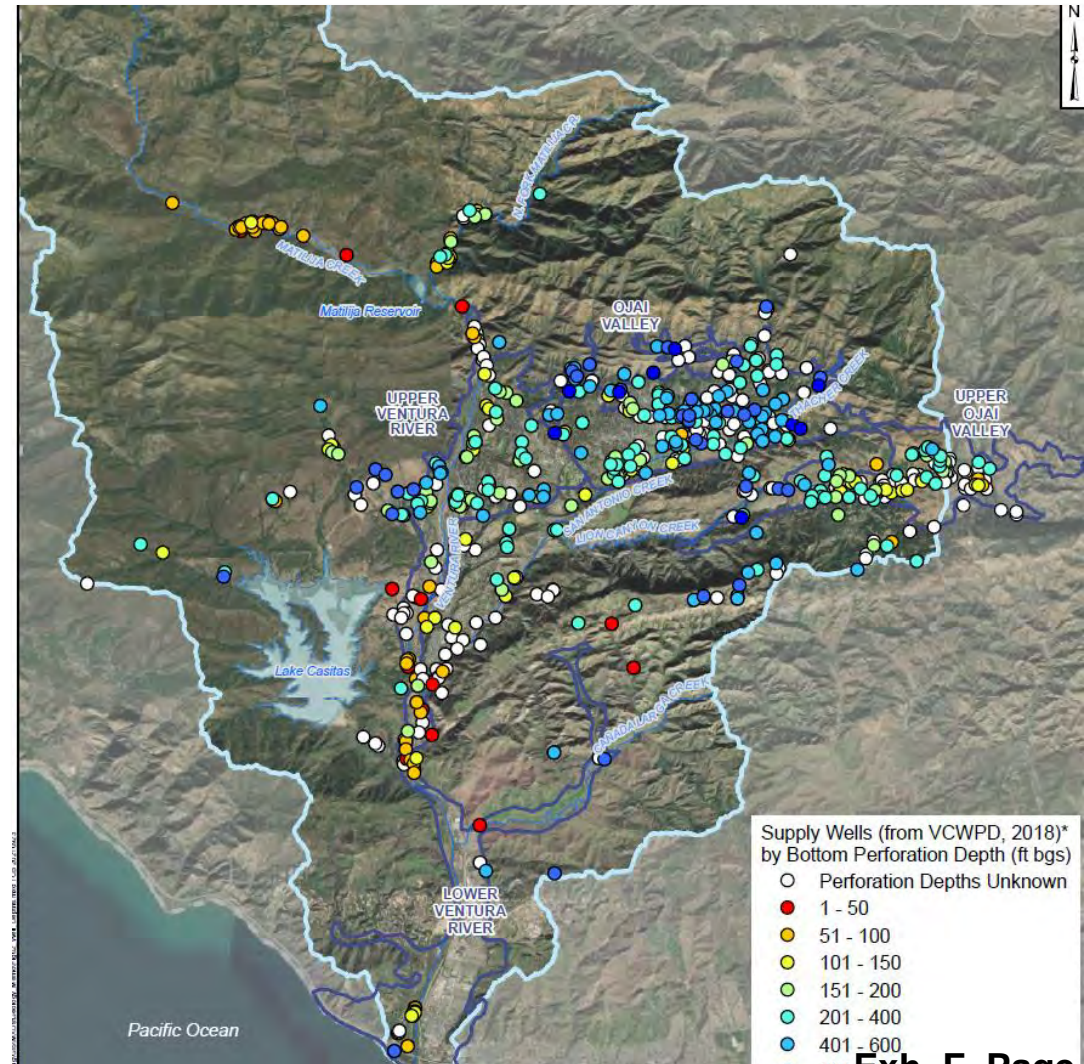 N
N. FORK MATILIJA CR.
MATILIJA CREEK
Matilija Reservoir
OJAI
VALLEY
THACHER CREEK
UPPER
VENTURA
RIVER
UPPER
OJAI
VALLEY
SAN ANTONIO CREEK
LION CANYON CREEK
VENTURA RIVER
Lake Casitas
CANADA LARGA CREEK
LOWER
VENTURA
RIVER
Pacific Ocean
Supply Wells (from VCWPD, 2018)*
by Bottom Perforation Depth (ft bgs)
Perforation Depths Unknown
1 - 50
51 - 100
101 - 150
151 - 200
201 - 400
401 - 600
Exh. F, Page